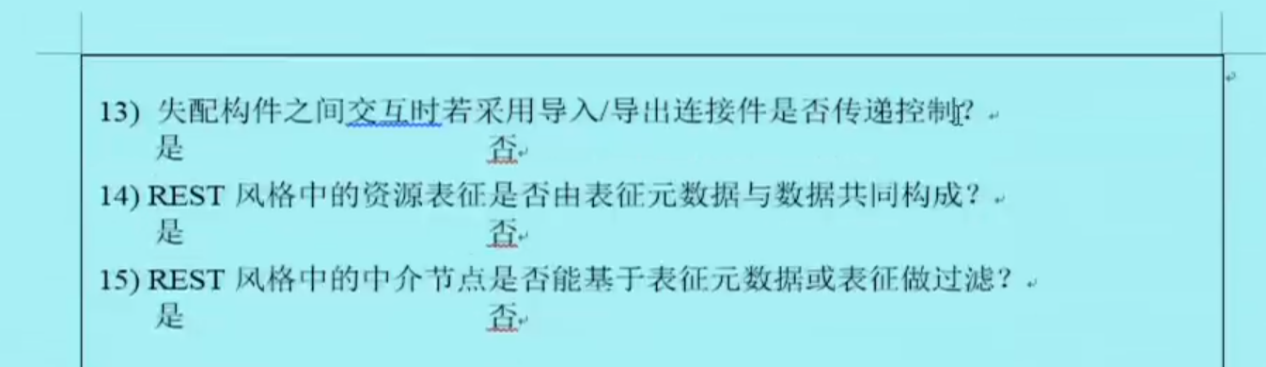 13) 失配构件之间交互时若采用导入/导出连接件是否传递控制?
是 否
14) REST 风格中的资源表征是否由表征元数据与数据共同构成?
是 否
15) REST 风格中的中介节点是否能基于表征元数据或表征做过滤?
是 否